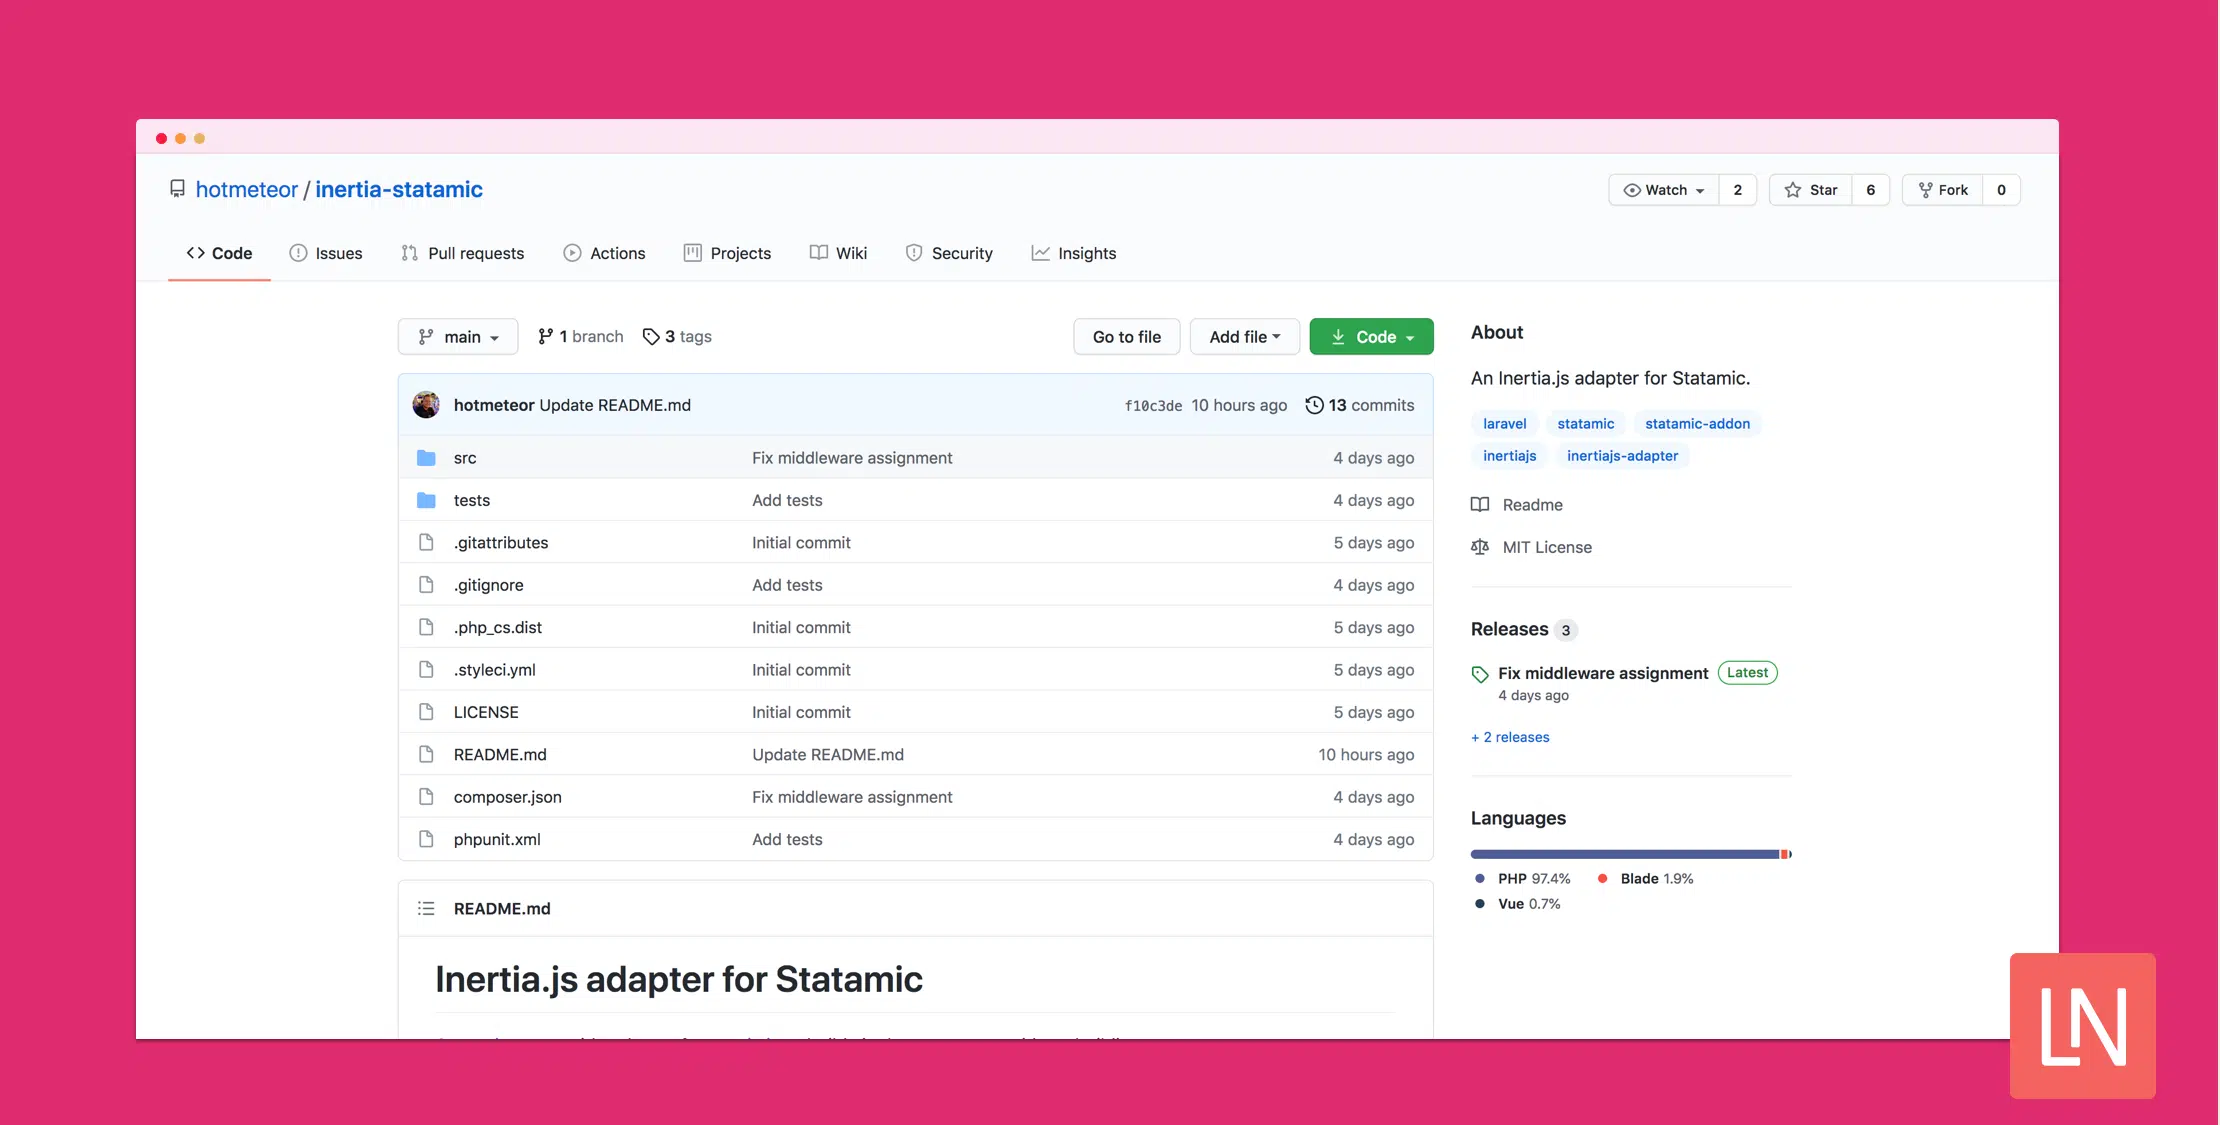 hotmeteor / inertia-statamic
Watch 2 Star 6 Fork 0
Code Issues Pull requests Actions Projects Wiki Security Insights
main 1 branch 3 tags Go to file Add file Code
hotmeteor Update README.md f10c3de 10 hours ago 13 commits
src Fix middleware assignment 4 days ago
tests Add tests 4 days ago
.gitattributes Initial commit 5 days ago
.gitignore Add tests 4 days ago
.php_cs.dist Initial commit 5 days ago
.styleci.yml Initial commit 5 days ago
LICENSE Initial commit 5 days ago
README.md Update README.md 10 hours ago
composer.json Fix middleware assignment 4 days ago
phpunit.xml Add tests 4 days ago
README.md
Inertia.js adapter for Statamic
About
An Inertia.js adapter for Statamic.
laravel statamic statamic-addon
inertiajs inertiajs-adapter
Readme
MIT License
Releases 3
Fix middleware assignment Latest
4 days ago
+ 2 releases
Languages
PHP 97.4% Blade 1.9%
Vue 0.7%
LN